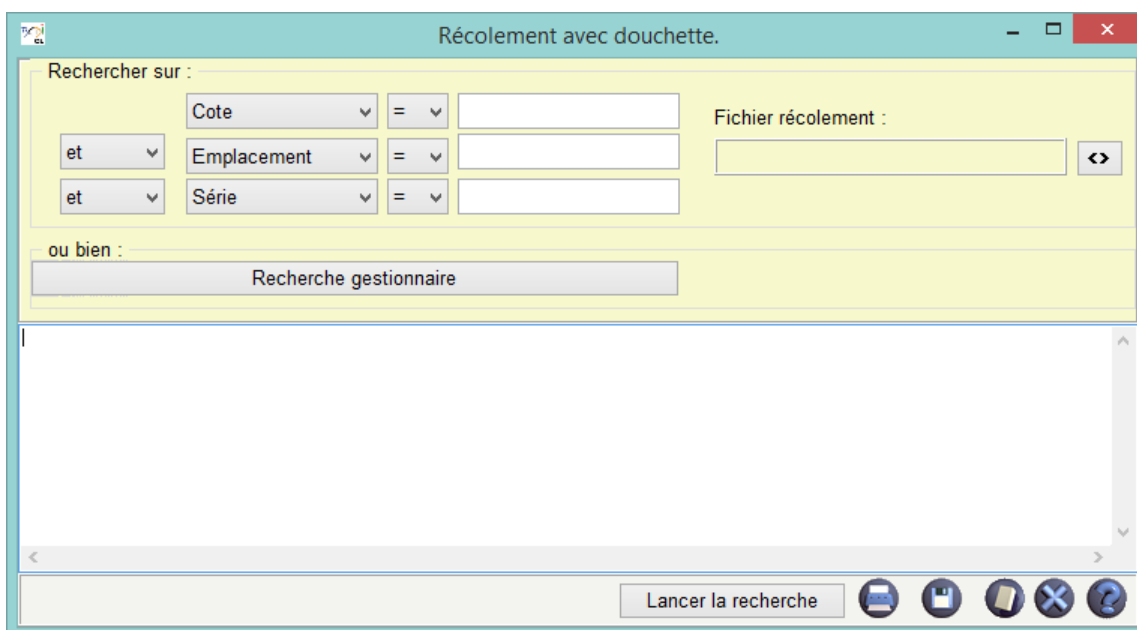 Récolement avec douchette.
Rechercher sur :
Cote = 
Fichier récolement :
et Emplacement = <>
et Série =
ou bien :
Recherche gestionnaire
Lancer la recherche